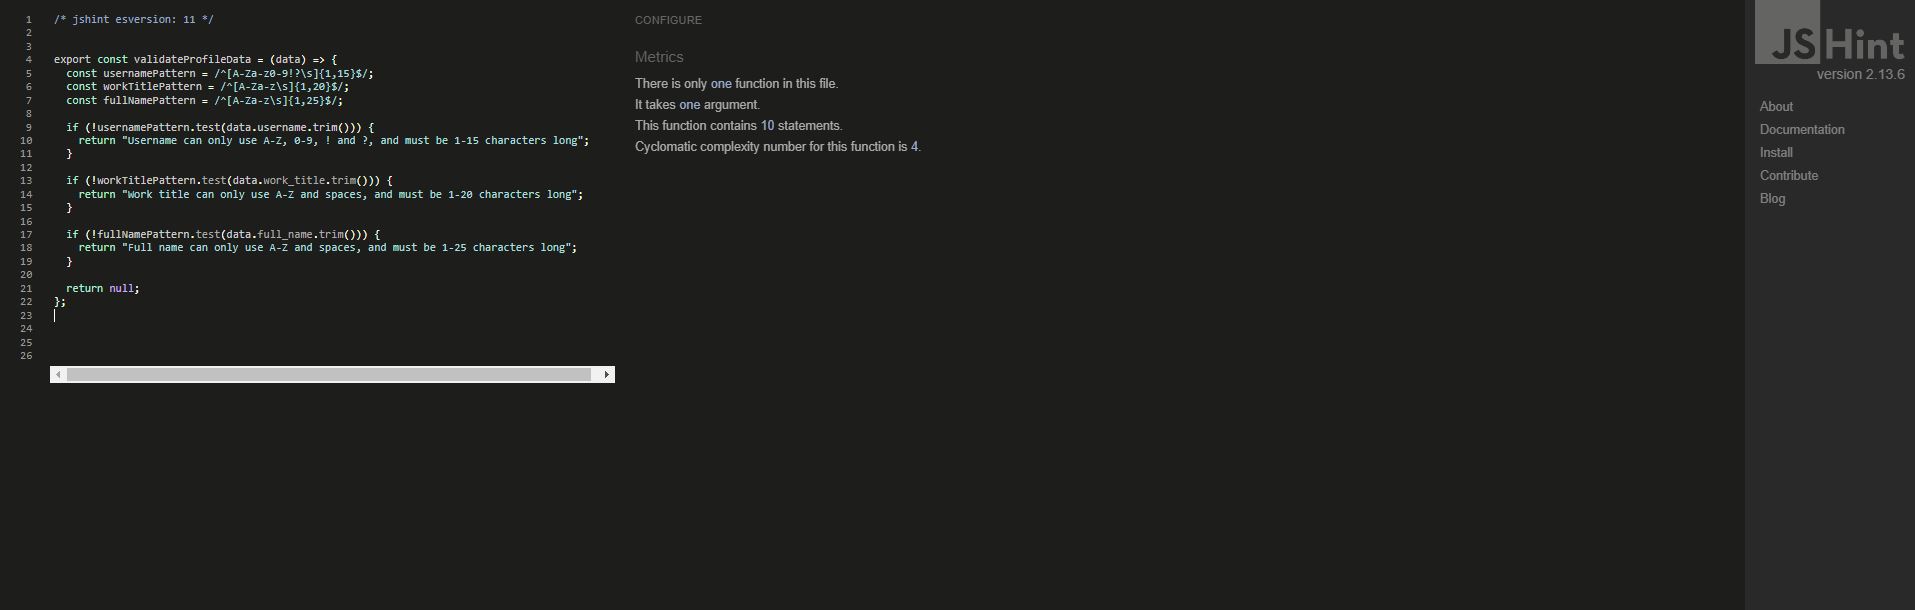 1 /* jshint esversion: 11 */
2
3
4 export const validateProfileData = (data) => {
5 const usernamePattern = /^[A-Za-z0-9!?\s]{1,15}$/;
6 const workTitlePattern = /^[A-Za-z\s]{1,20}$/;
7 const fullNamePattern = /^[A-Za-z\s]{1,25}$/;
8
9 if (!usernamePattern.test(data.username.trim())) {
10 return "Username can only use A-Z, 0-9, ! and ?, and must be 1-15 characters long";
11 }
12
13 if (!workTitlePattern.test(data.work_title.trim())) {
14 return "Work title can only use A-Z and spaces, and must be 1-20 characters long";
15 }
16
17 if (!fullNamePattern.test(data.full_name.trim())) {
18 return "Full name can only use A-Z and spaces, and must be 1-25 characters long";
19 }
20
21 return null;
22 };
23
24
25
26
CONFIGURE
Metrics
There is only one function in this file.
It takes one argument.
This function contains 10 statements.
Cyclomatic complexity number for this function is 4.
JSHint
version 2.13.6
About
Documentation
Install
Contribute
Blog